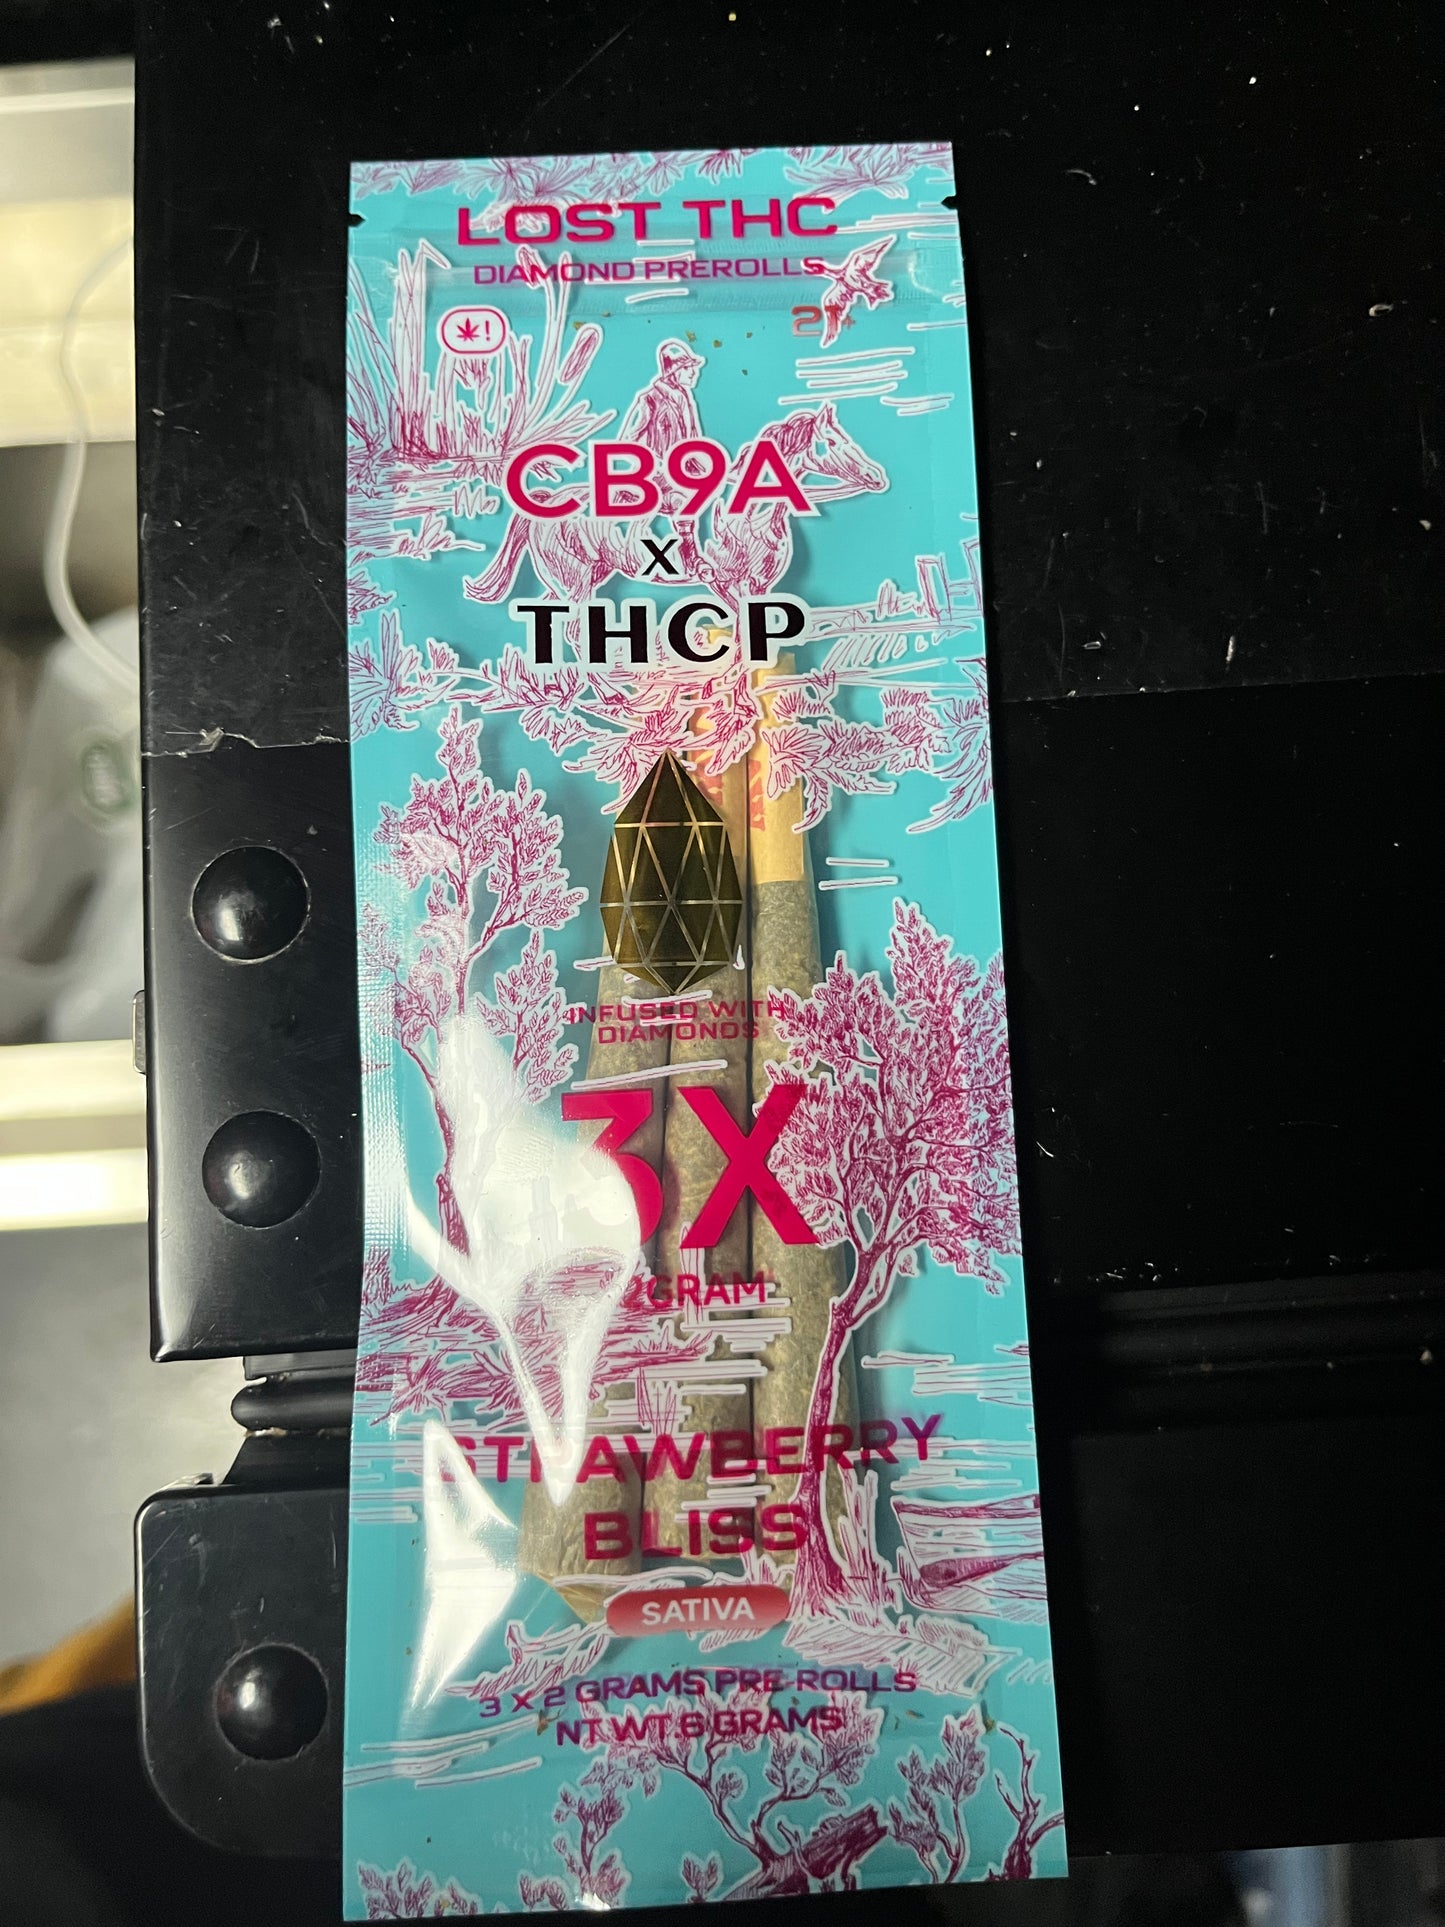 LOST THC
DIAMOND PREROLLS
!
21+
CB9A
X
THCP
INFUSED WITH
DIAMONDS
3X
2GRAM
STRAWBERRY
BLISS
SATIVA
3 X 2 GRAMS PRE-ROLLS
NT WT.6 GRAMS